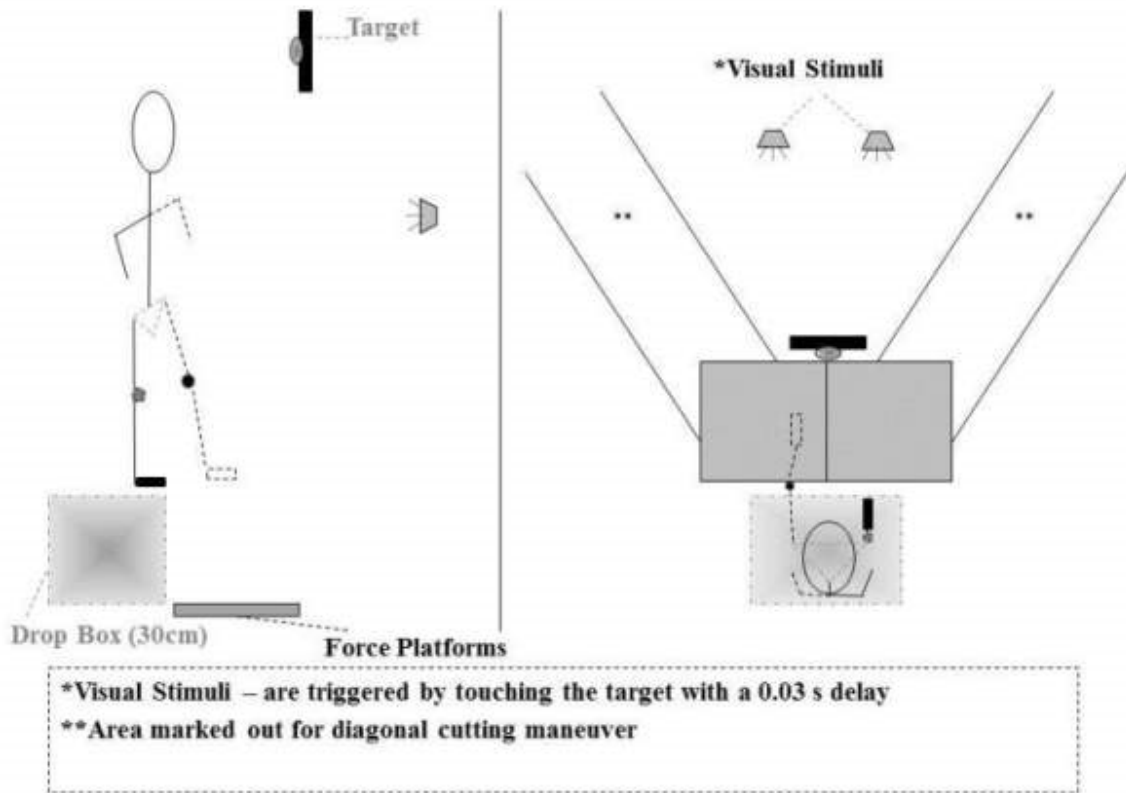 Target
*Visual Stimuli
**
**
Drop Box (30cm)
Force Platforms
*Visual Stimuli – are triggered by touching the target with a 0.03 s delay
**Area marked out for diagonal cutting maneuver